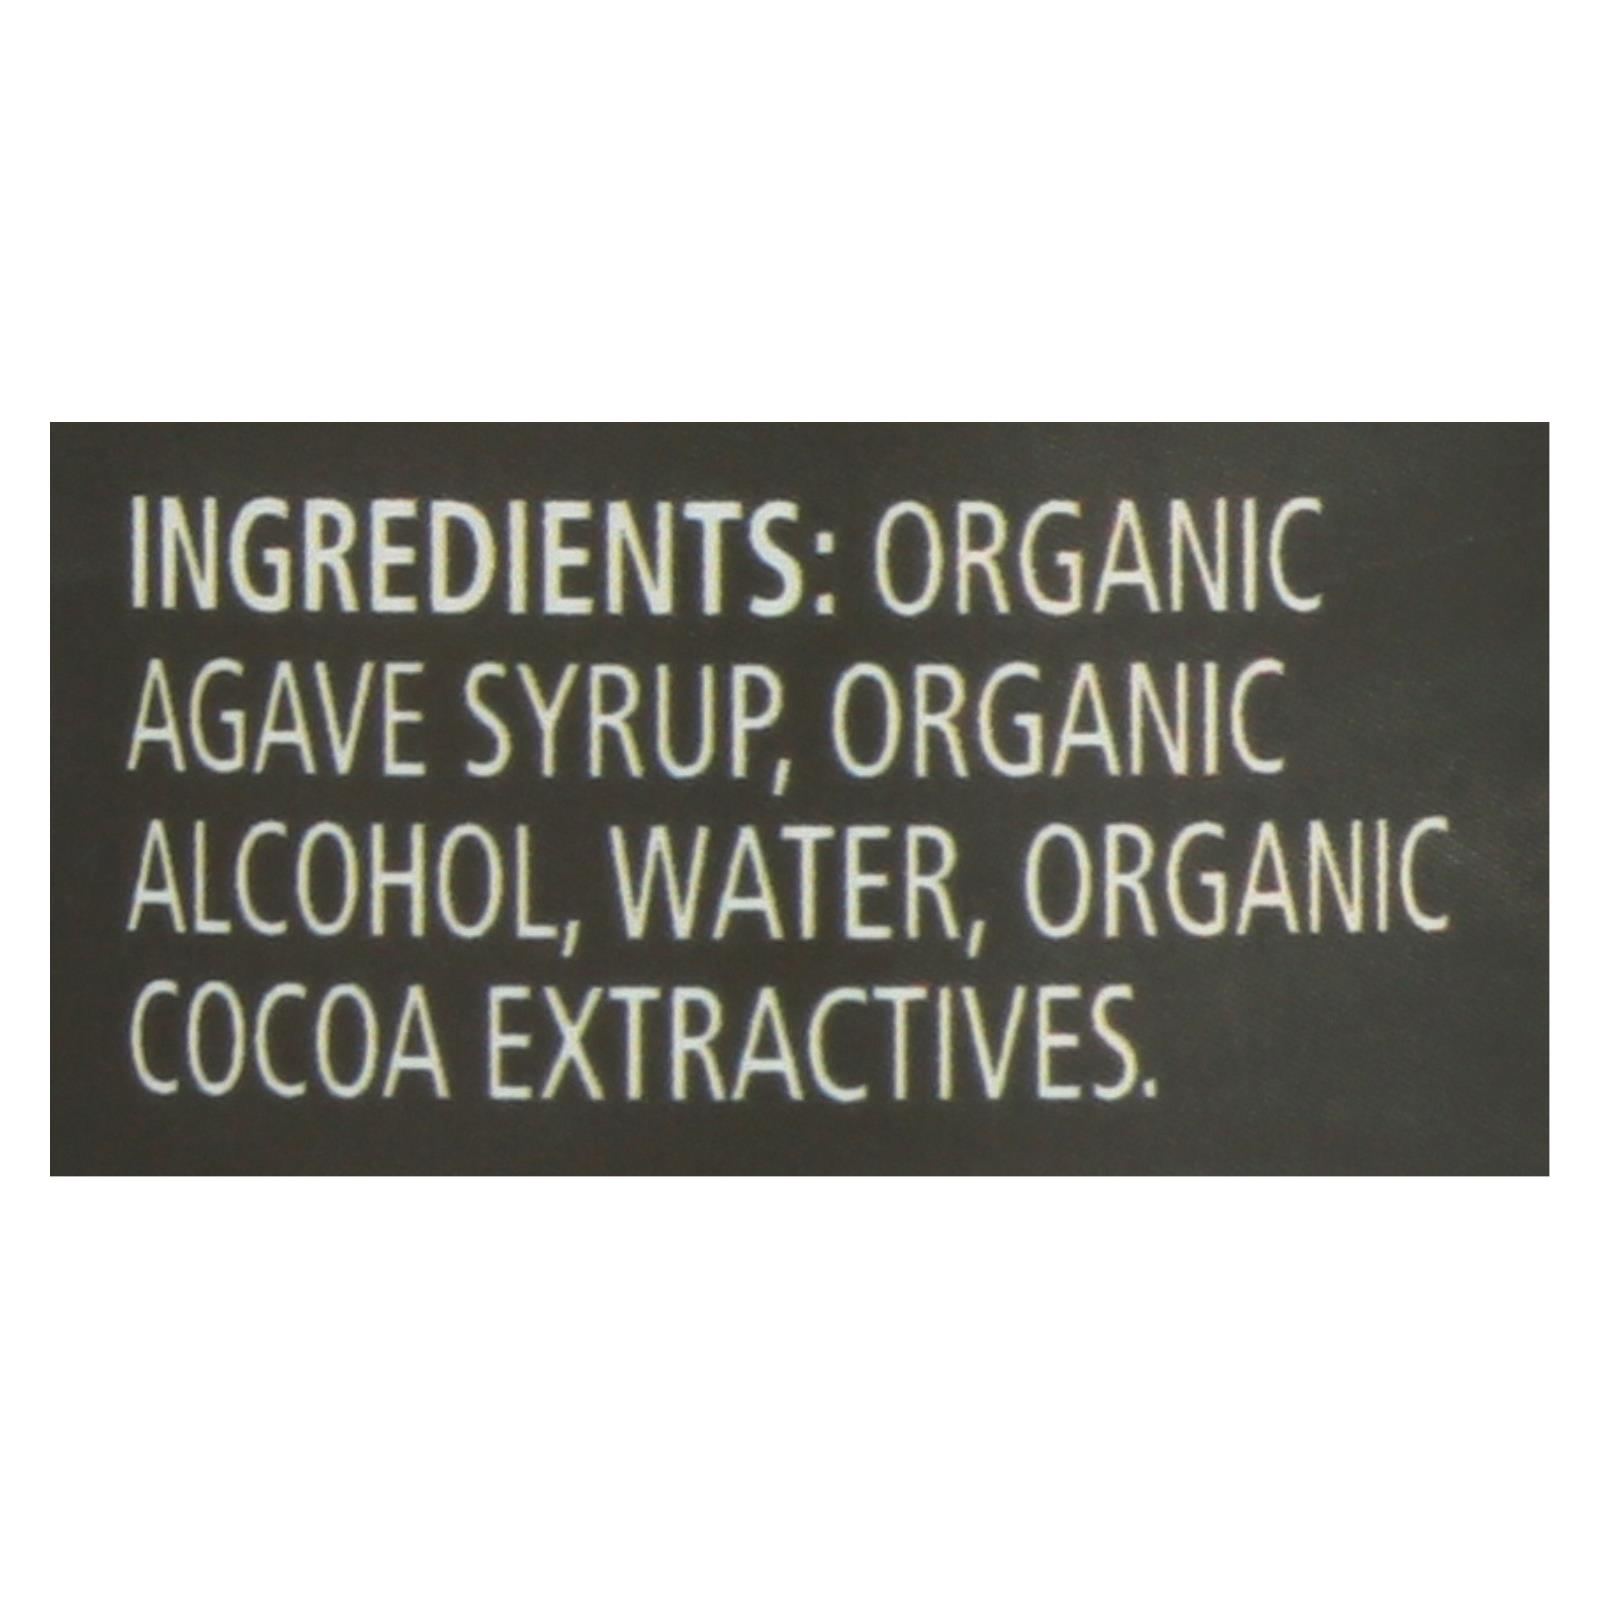 INGREDIENTS: ORGANIC
AGAVE SYRUP, ORGANIC
ALCOHOL, WATER, ORGANIC
COCOA EXTRACTIVES.